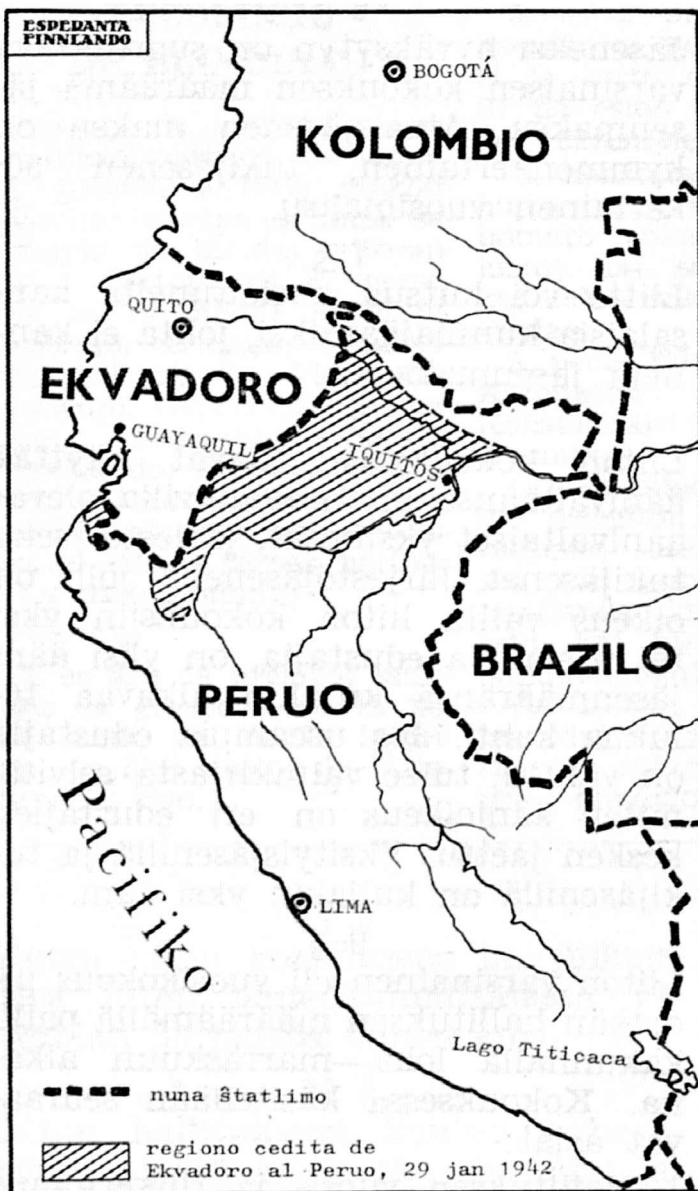 ESPERANTA
FINNLANDO
BOGOTÁ
KOLOMBIO
QUITO
EKVADORO
GUAYAQUIL
IQUITOS
BRAZILO
PERUO
Pacifiko
LIMA
Lago Titicaca
nuna ŝtatlimo
regiono cedita de
Ekvadoro al Peruo, 29 jan 1942